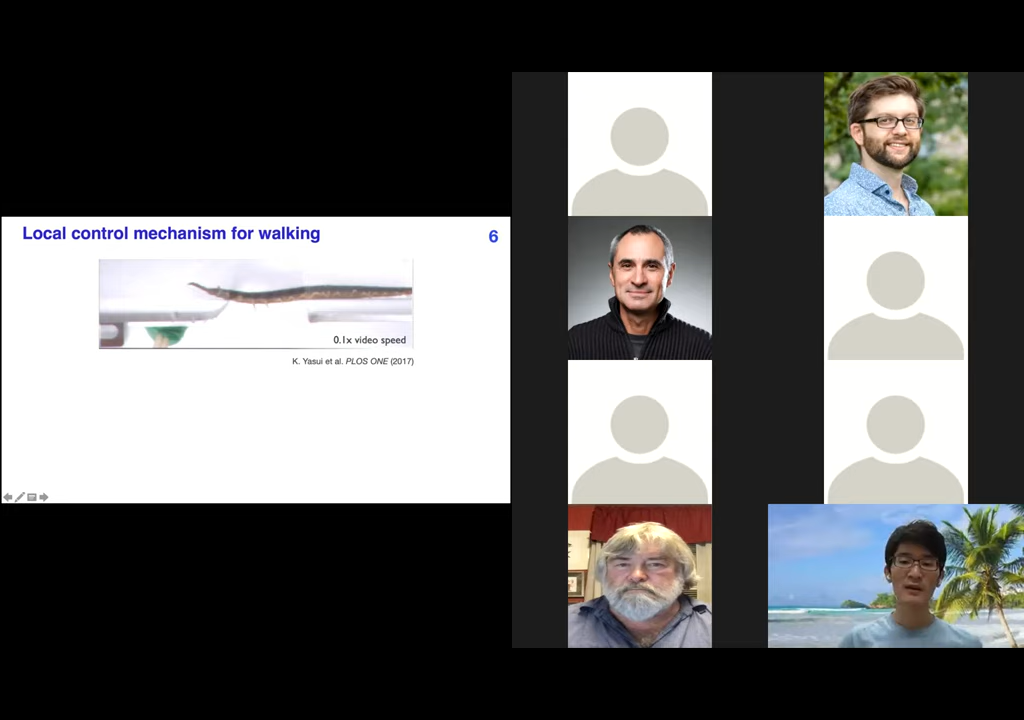 Local control mechanism for walking
6
0.1x video speed
K. Yasui et al. PLOS ONE (2017)